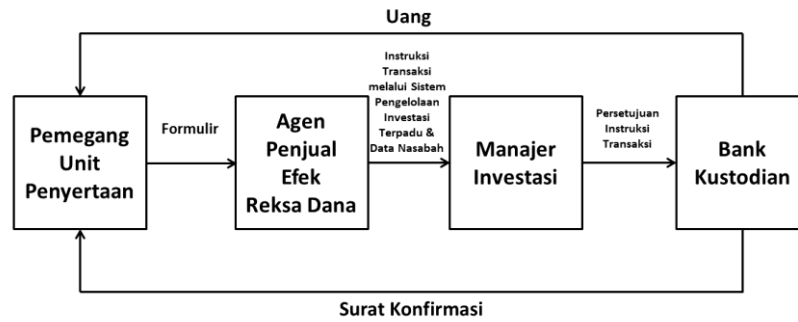 Uang
Pemegang
Unit
Penyertaan
Formulir
Agen
Penjual
Efek
Reksa Dana
Instruksi
Transaksi
melalui Sistem
Pengelolaan
Investasi
Terpadu &
Data Nasabah
Manajer
Investasi
Persetujuan
Instruksi
Transaksi
Bank
Kustodian
Surat Konfirmasi